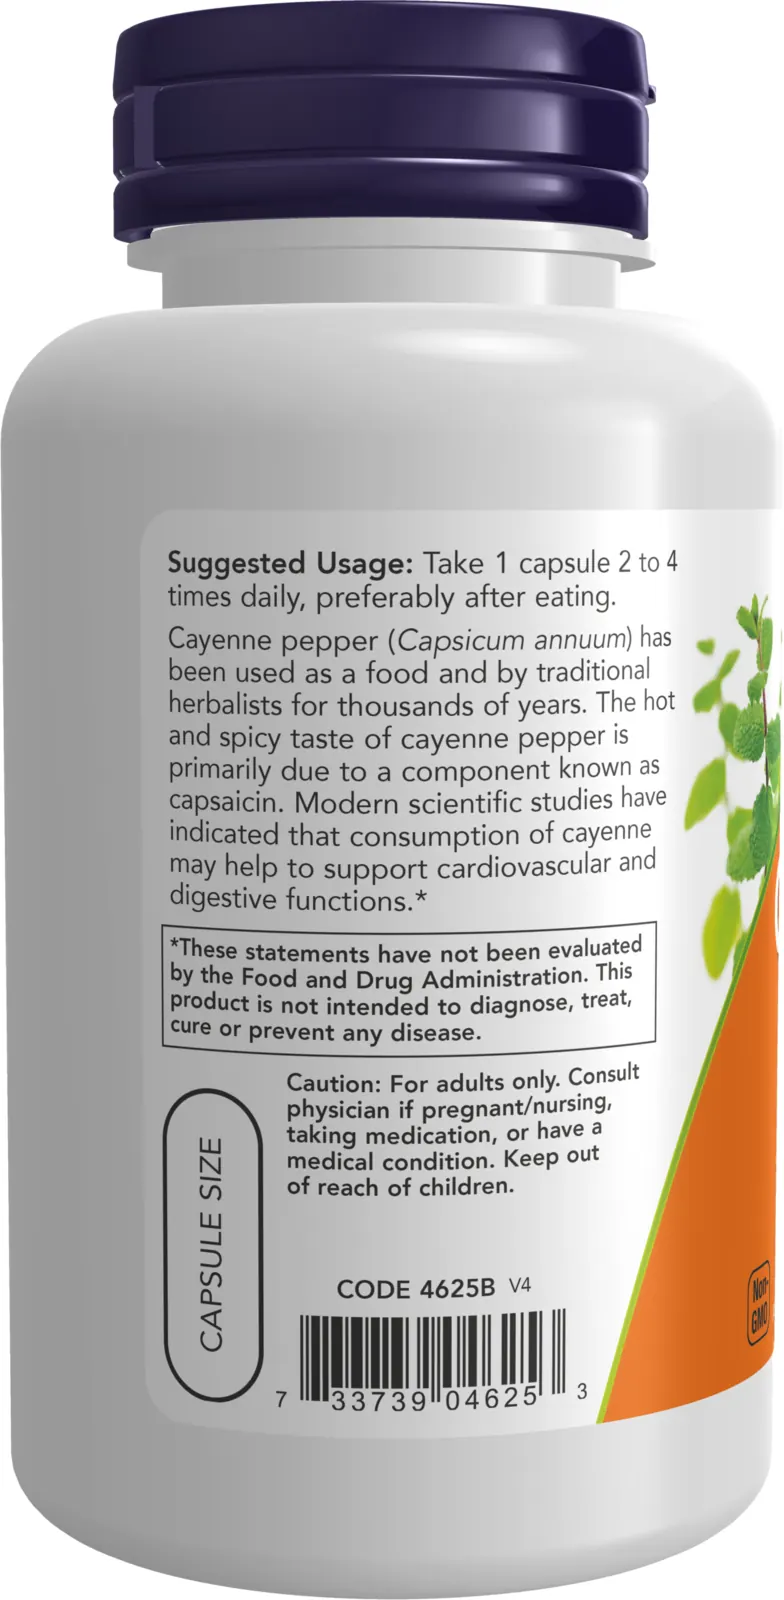 Suggested Usage: Take 1 capsule 2 to 4
times daily, preferably after eating.
Cayenne pepper (Capsicum annuum) has
been used as a food and by traditional
herbalists for thousands of years. The hot
and spicy taste of cayenne pepper is
primarily due to a component known as
capsaicin. Modern scientific studies have
indicated that consumption of cayenne
may help to support cardiovascular and
digestive functions.*
*These statements have not been evaluated
by the Food and Drug Administration. This
product is not intended to diagnose, treat,
cure or prevent any disease.
Caution: For adults only. Consult
physician if pregnant/nursing,
taking medication, or have a
medical condition. Keep out
of reach of children.
CAPSULE SIZE
CODE 4625B V4
7 33739 04625 3
Non-
GMO